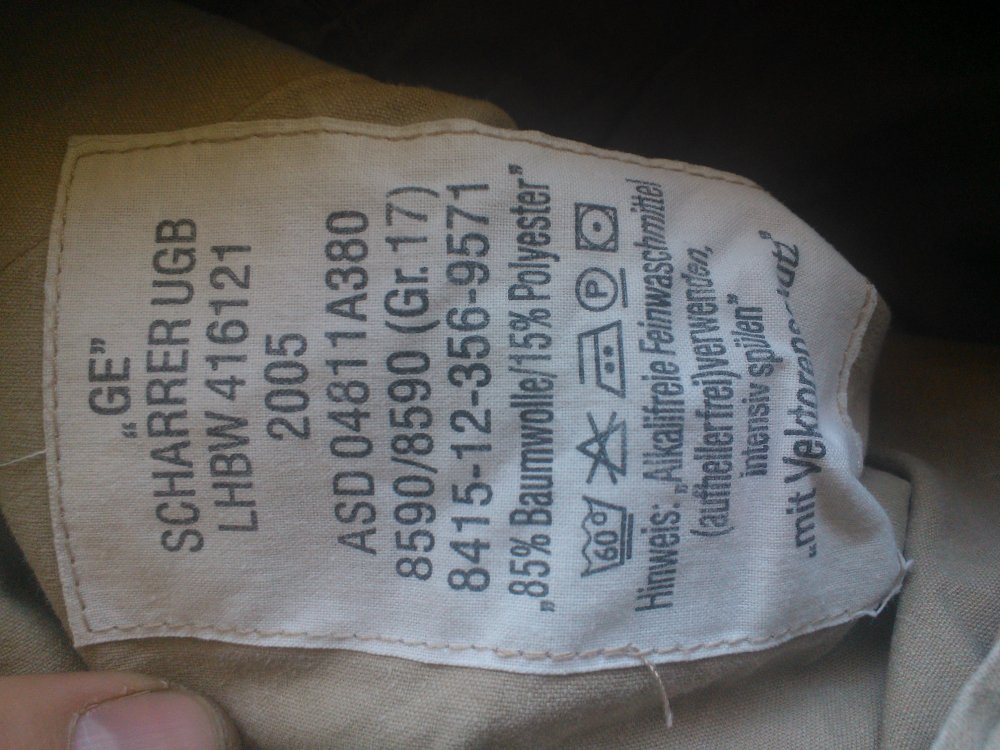 “GE”
SCHARRER UGB
LHBW 416121
2005
ASD 04811A380
8590/8590 (Gr.17)
8415-12-356-9571
„85% Baumwolle/15% Polyester”
60 P
Hinweis: „Alkalifreie Feinwaschmittel
(aufhellerfrei)verwenden,
intensiv spülen”
„mit Vektorenschutz”